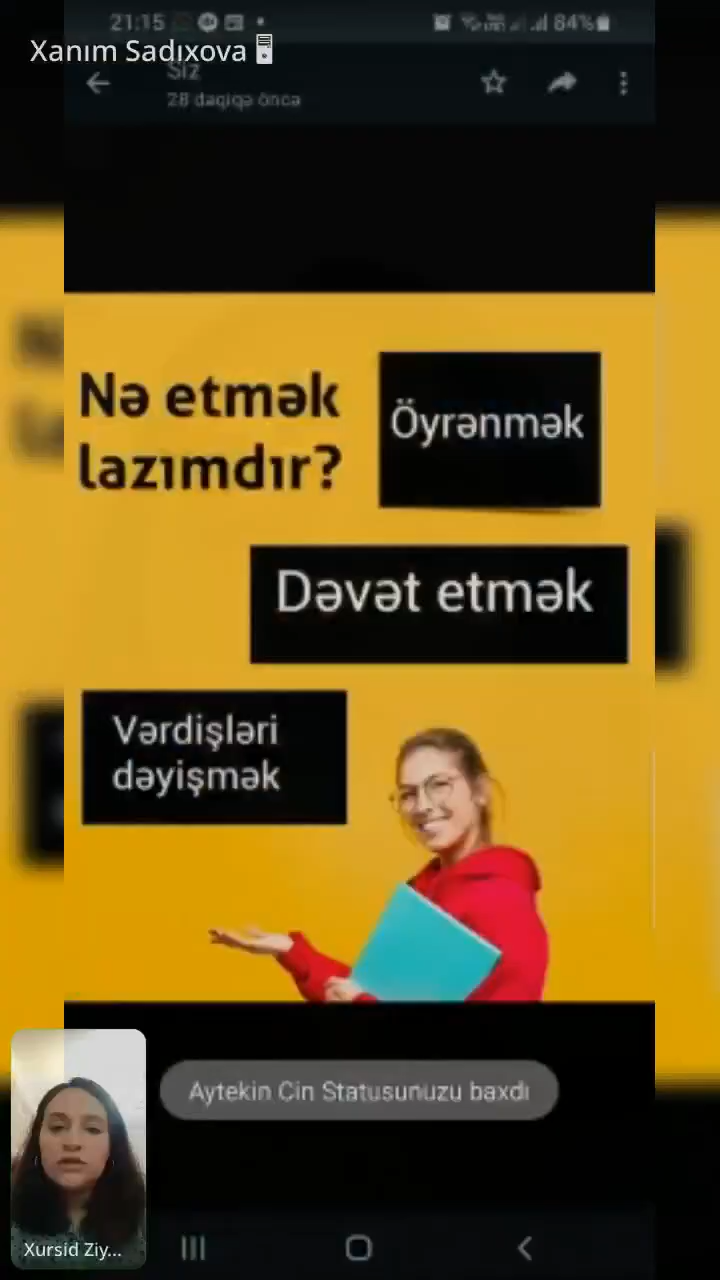 21:15
84%
Xanım Sadıxova
Siz
28 dəqiqə öncə
Nə etmək
lazımdır?
Öyrənmək
Dəvət etmək
Vərdişləri
dəyişmək
Aytekin Cin Statusunuzu baxdı
Xursid Ziy...